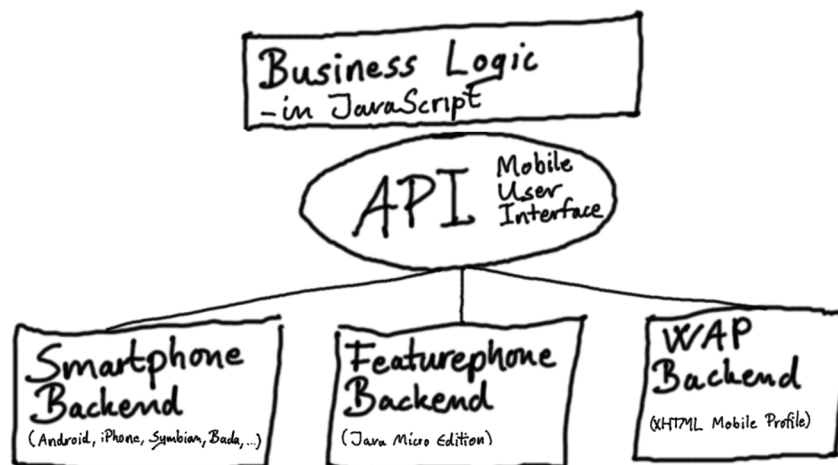 Business Logic
- in JavaScript
API
Mobile
User
Interface
Smartphone
Backend
(Android, iPhone, Symbian, Bada,...)
Featurephone
Backend
(Java Micro Edition)
WAP
Backend
(XHTML Mobile Profile)